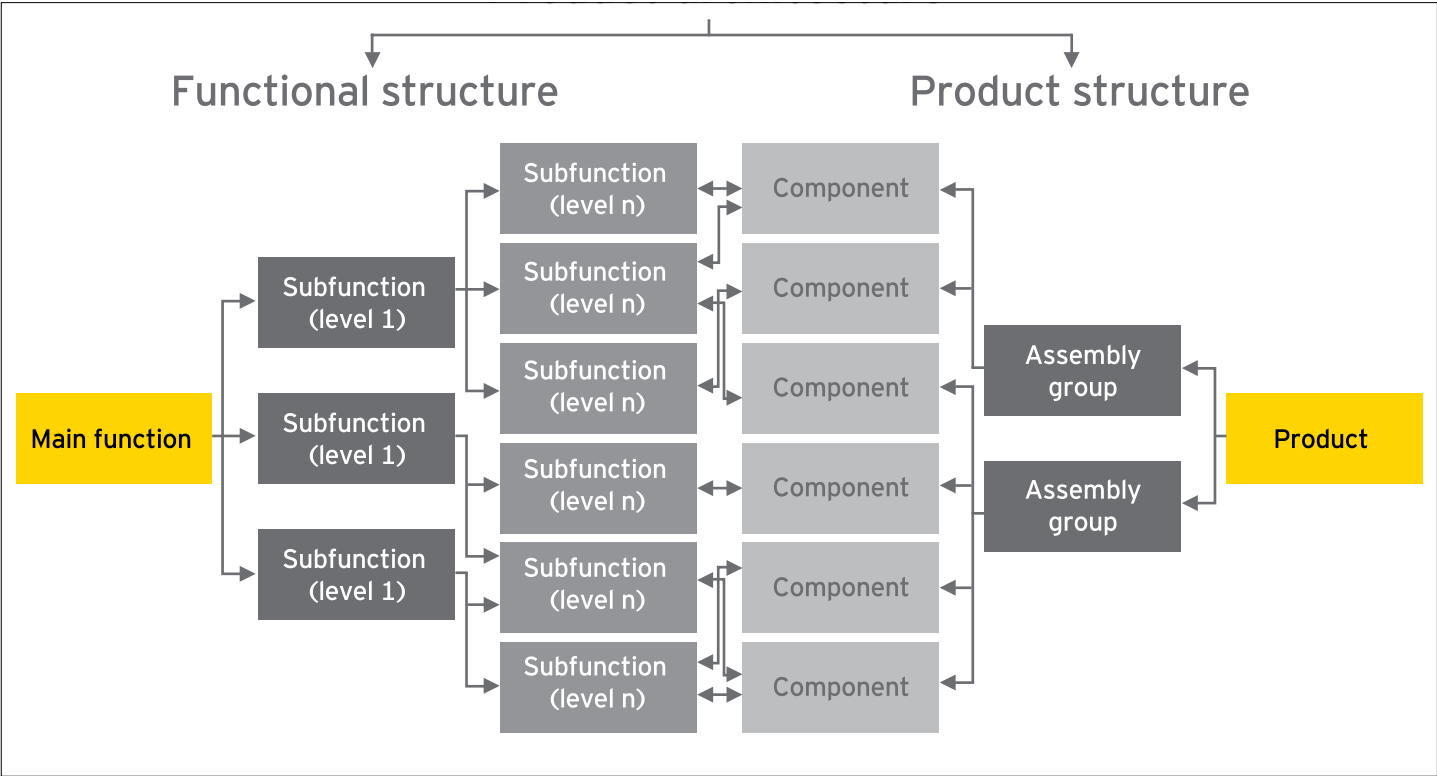 Functional structure
Product structure
Subfunction
(level n)
Component
Subfunction
(level n)
Component
Subfunction
(level 1)
Subfunction
(level n)
Component
Assembly
group
Main function
Subfunction
(level 1)
Product
Subfunction
(level n)
Component
Assembly
group
Subfunction
(level 1)
Subfunction
(level n)
Component
Subfunction
(level n)
Component